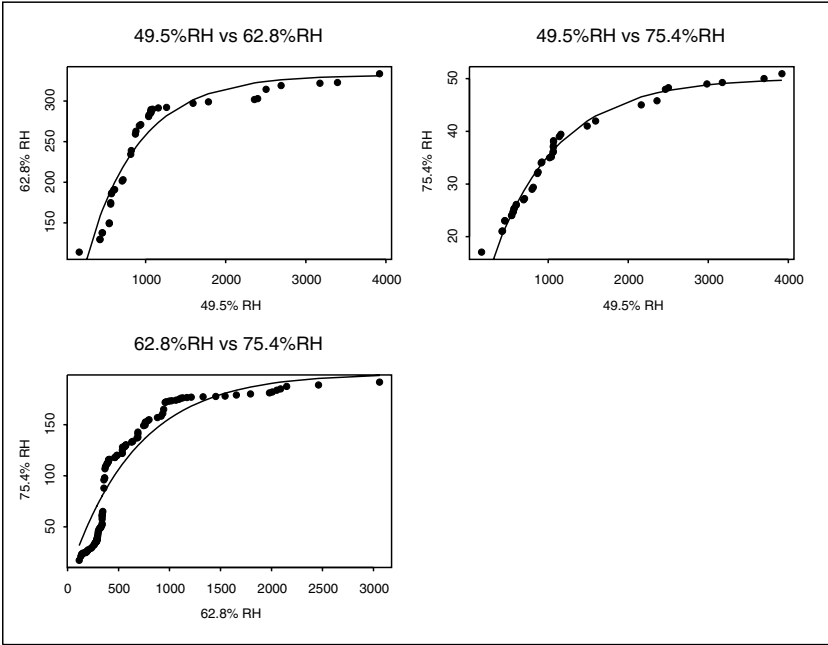 49.5%RH vs 62.8%RH
62.8% RH
300
250
200
150
1000 2000 3000 4000
49.5% RH
49.5%RH vs 75.4%RH
75.4% RH
50
40
30
20
1000 2000 3000 4000
49.5% RH
62.8%RH vs 75.4%RH
75.4% RH
150
100
50
0 500 1000 1500 2000 2500 3000
62.8% RH